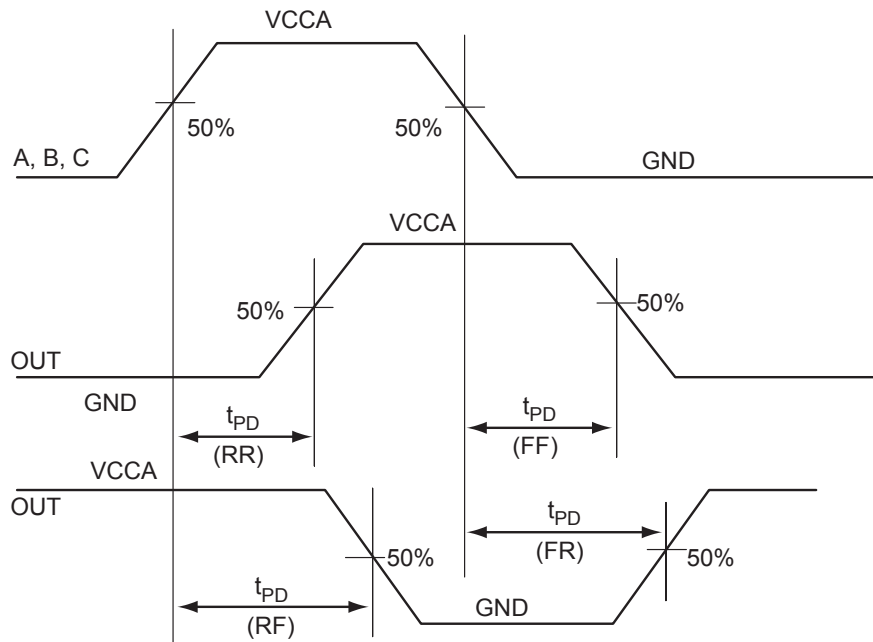 VCCA
50%
50%
A, B, C
GND
VCCA
50%
50%
OUT
GND
tPD
(RR)
tPD
(FF)
VCCA
OUT
tPD
(FR)
50%
50%
tPD
(RF)
GND